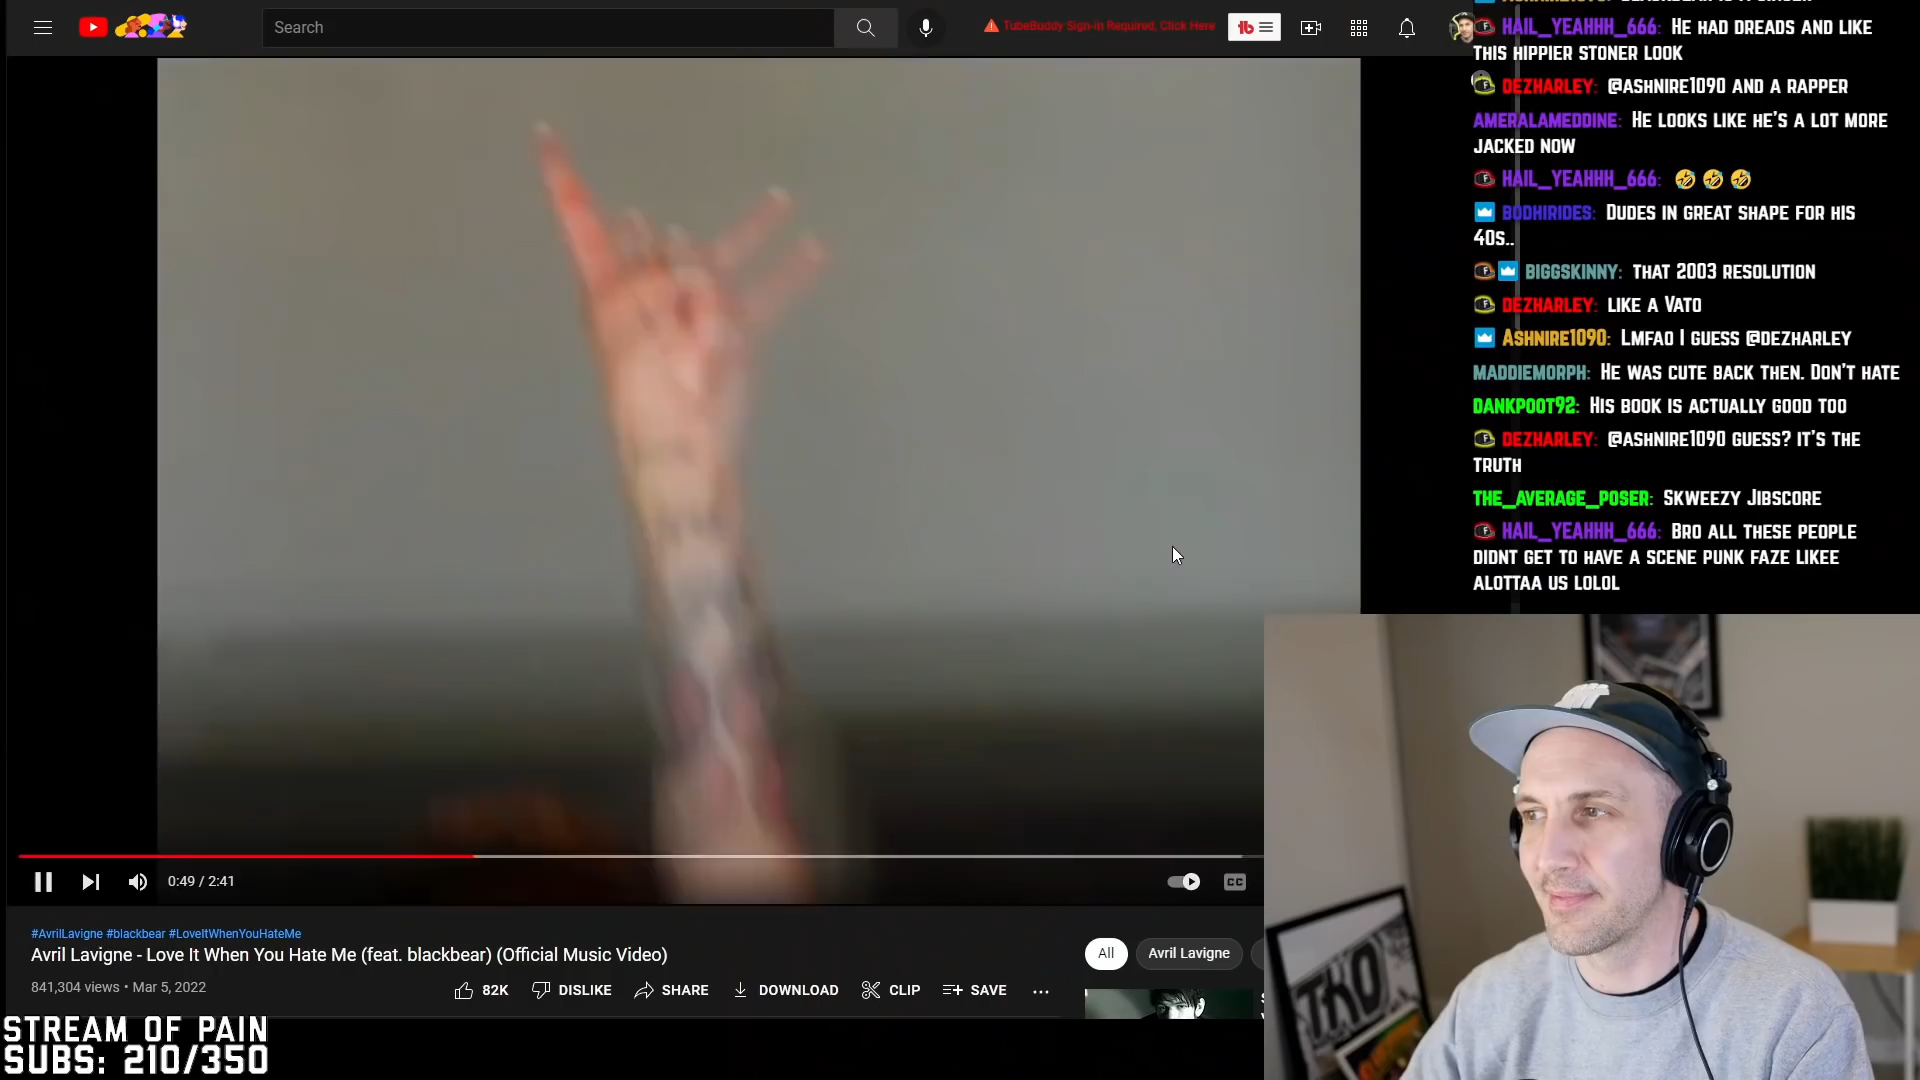 Search
TubeBuddy Sign-in Required, Click Here
HAIL_YEAHHH_666: HE HAD DREADS AND LIKE
THIS HIPPIER STONER LOOK
DEZHARLEY: @ASHNIRE1090 AND A RAPPER
AMERALAMEDDINE: HE LOOKS LIKE HE'S A LOT MORE
JACKED NOW
HAIL_YEAHHH_666: 🤣 🤣 🤣
BODHIRIDES: DUDES IN GREAT SHAPE FOR HIS
40S..
BIGGSKINNY: THAT 2003 RESOLUTION
DEZHARLEY: LIKE A VATO
ASHNIRE1090: LMFAO I GUESS @DEZHARLEY
MADDIEMORPH: HE WAS CUTE BACK THEN. DON'T HATE
DANKPOOT92: HIS BOOK IS ACTUALLY GOOD TOO
DEZHARLEY: @ASHNIRE1090 GUESS? IT'S THE
TRUTH
THE_AVERAGE_POSER: SKWEEZY JIBSCORE
HAIL_YEAHHH_666: BRO ALL THESE PEOPLE
DIDNT GET TO HAVE A SCENE PUNK FAZE LIKEE
ALOTTAA US LOLOL
0:49 / 2:41
CC
#AvrilLavigne #blackbear #LoveItWhenYouHateMe
Avril Lavigne - Love It When You Hate Me (feat. blackbear) (Official Music Video)
841,304 views • Mar 5, 2022
82K
DISLIKE
SHARE
DOWNLOAD
CLIP
SAVE
All
Avril Lavigne
STREAM OF PAIN
SUBS: 210/350
TKO